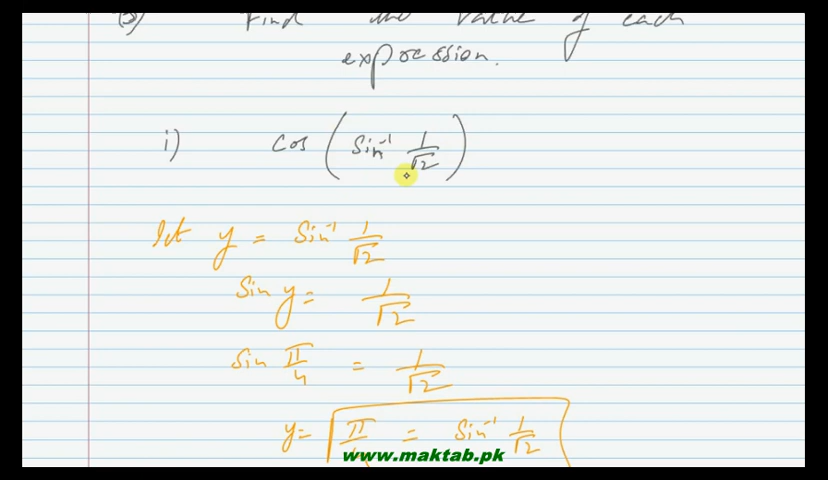 ③ Find the value of each
expression.
i) cos (Sin⁻¹ 1/√2)
let y = Sin⁻¹ 1/√2
Sin y = 1/√2
Sin π/4 = 1/√2
y = π/4 = Sin⁻¹ 1/√2
www.maktab.pk